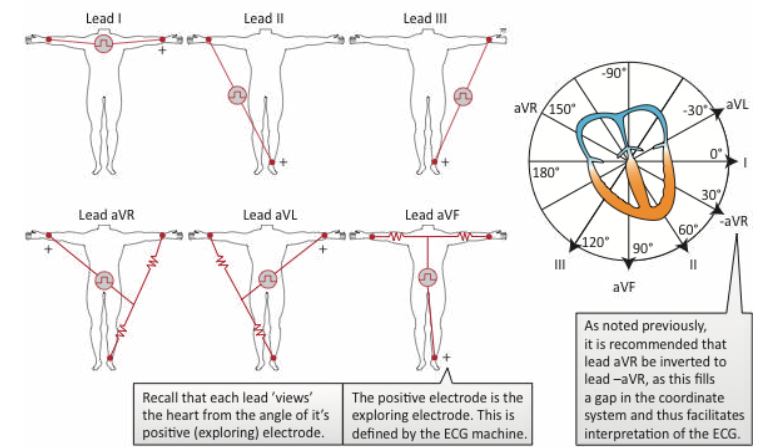 Lead I
Lead II
Lead III
+
+
+
Lead aVR
Lead aVL
Lead aVF
+
+
+
-90°
aVR
150°
-30°
aVL
180°
0°
I
30°
-aVR
120°
90°
60°
III
II
aVF
Recall that each lead ‘views’
the heart from the angle of it’s
positive (exploring) electrode.
The positive electrode is the
exploring electrode. This is
defined by the ECG machine.
As noted previously,
it is recommended that
lead aVR be inverted to
lead –aVR, as this fills
a gap in the coordinate
system and thus facilitates
interpretation of the ECG.